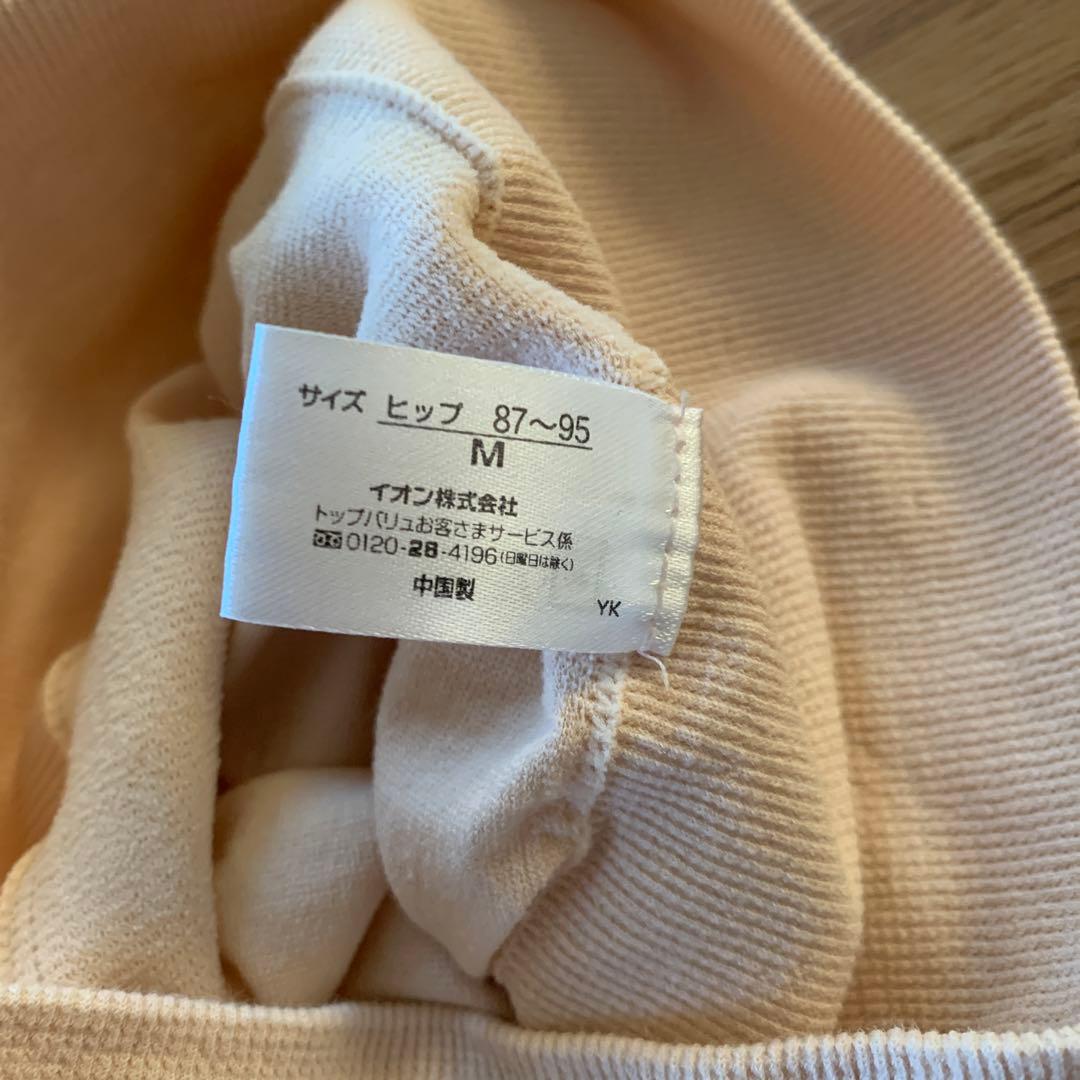 サイズ ヒップ 87～95
M
イオン株式会社
トップバリュお客さまサービス係
0120-28-4196(日曜日は除く)
中国製
YK